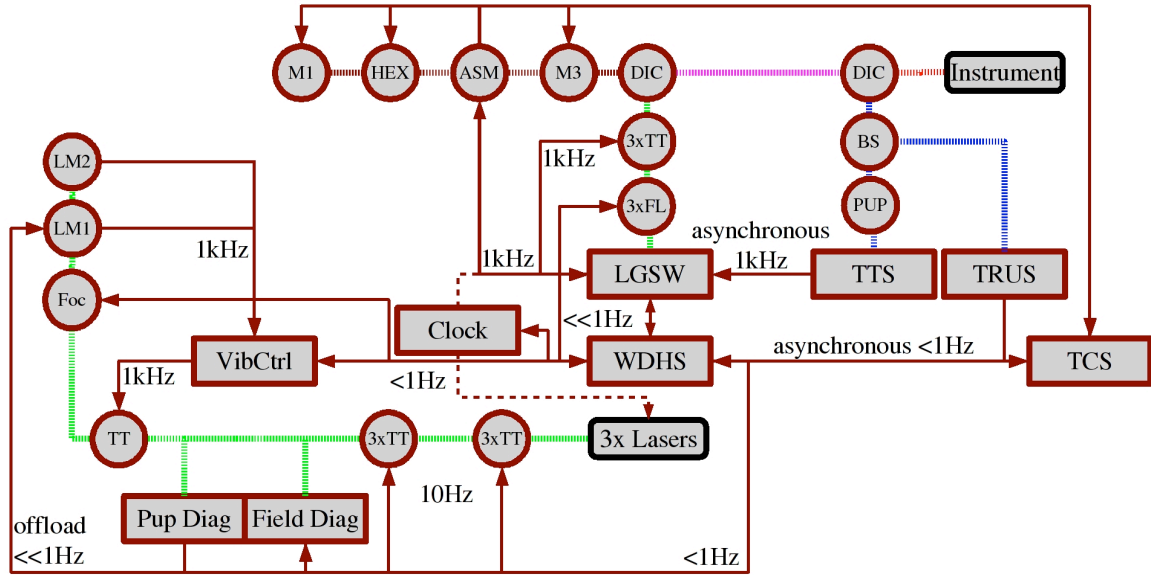 M1
HEX
ASM
M3
DIC
DIC
Instrument
LM2
1kHz
3xTT
BS
LM1
3xFL
PUP
1kHz
asynchronous
1kHz
LGSW
1kHz
TTS
TRUS
Foc
Clock
<<1Hz
VibCtrl
<1Hz
WDHS
asynchronous <1Hz
TCS
1kHz
TT
3xTT
3xTT
3x Lasers
10Hz
Pup Diag
Field Diag
offload
<<1Hz
<1Hz